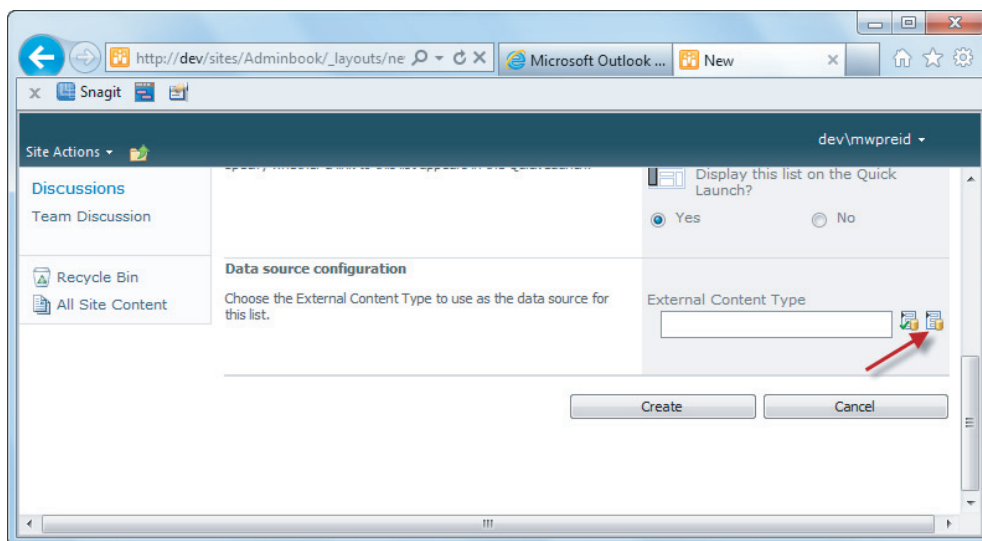 http://dev/sites/Adminbook/_layouts/ne
Microsoft Outlook ...
New
x Snagit
Site Actions
dev\mwpreid
Discussions
Team Discussion
Recycle Bin
All Site Content
Display this list on the Quick
Launch?
Yes No
Data source configuration
Choose the External Content Type to use as the data source for
this list.
External Content Type
Create Cancel